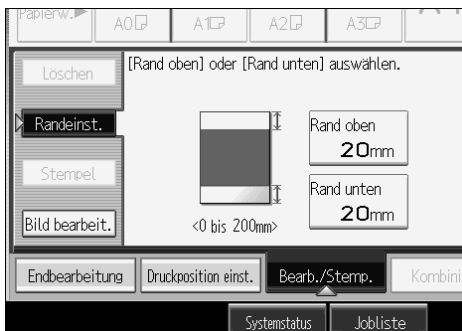 Papierw.
A0 A1 A2 A3
Löschen
[Rand oben] oder [Rand unten] auswählen.
Randeinst.
Rand oben
20mm
Stempel
Rand unten
20mm
Bild bearbeit.
<0 bis 200mm>
Endbearbeitung Druckposition einst. Bearb./Stemp. Kombini
Systemstatus Jobliste